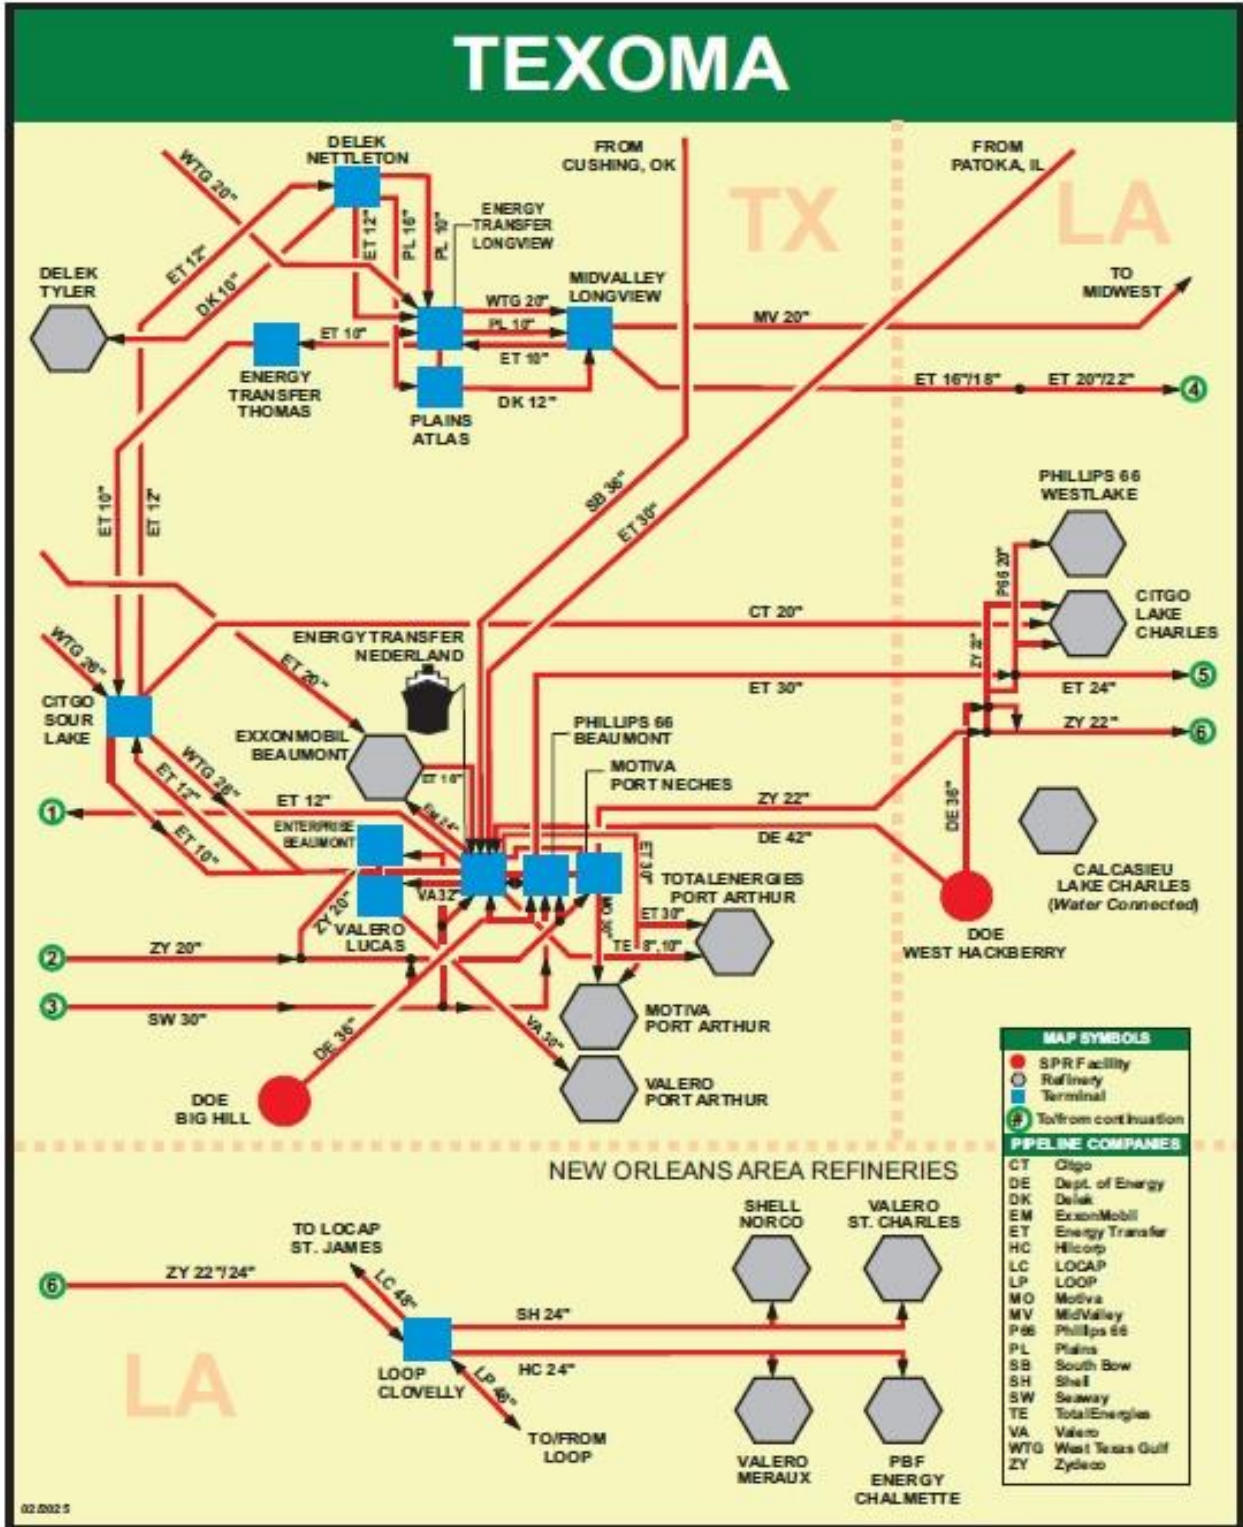 TEXOMA
TX
LA
FROM
CUSHING, OK
FROM
PATOKA, IL
TO
MIDWEST
DELEK
NETTLETON
WTG 20"
ET 12"
DK 10"
ET 12"
PL 16"
PL 10"
ENERGY
TRANSFER
LONGVIEW
DELEK
TYLER
MIDVALLEY
LONGVIEW
WTG 20"
PL 10"
ET 10"
ET 10"
MV 20"
ENERGY
TRANSFER
THOMAS
PLAINS
ATLAS
DK 12"
ET 16"/18"
ET 20"/22"
4
ET 10"
ET 12"
SB 36"
ET 30"
PHILLIPS 66
WESTLAKE
P66 20"
CITGO
LAKE
CHARLES
ZY 22"
CT 20"
WTG 26"
ET 20"
ENERGY TRANSFER
NEDERLAND
ET 30"
ET 24"
5
CITGO
SOUR
LAKE
EXXONMOBIL
BEAUMONT
PHILLIPS 66
BEAUMONT
MOTIVA
PORT NECHES
ZY 22"
6
WTG 26"
ET 12"
ET 10"
ET 16"
EM 24"
1
ET 12"
ZY 22"
DE 42"
DE 36"
ENTERPRISE
BEAUMONT
VA32"
ZY 20"
VALERO
LUCAS
ET 30"
MO 30"
TOTALENERGIES
PORT ARTHUR
ET 30"
TE 8",10"
CALCASIEU
LAKE CHARLES
(Water Connected)
DOE
WEST HACKBERRY
2
ZY 20"
3
SW 30"
DE 36"
VA 30"
MOTIVA
PORT ARTHUR
VALERO
PORT ARTHUR
DOE
BIG HILL
MAP SYMBOLS
SPR Facility
Refinery
Terminal
# To/from continuation
PIPELINE COMPANIES
CT Citgo
DE Dept. of Energy
DK Delek
EM ExxonMobil
ET Energy Transfer
HC Hilcorp
LC LOCAP
LP LOOP
MO Motiva
MV MidValley
P66 Phillips 66
PL Plains
SB South Bow
SH Shell
SW Seaway
TE TotalEnergies
VA Valero
WTG West Texas Gulf
ZY Zydeco
NEW ORLEANS AREA REFINERIES
TO LOCAP
ST. JAMES
6
ZY 22"/24"
LC 48"
SHELL
NORCO
VALERO
ST. CHARLES
SH 24"
HC 24"
LOOP
CLOVELLY
LP 48"
TO/FROM
LOOP
VALERO
MERAUX
PBF
ENERGY
CHALMETTE
LA
02/2025